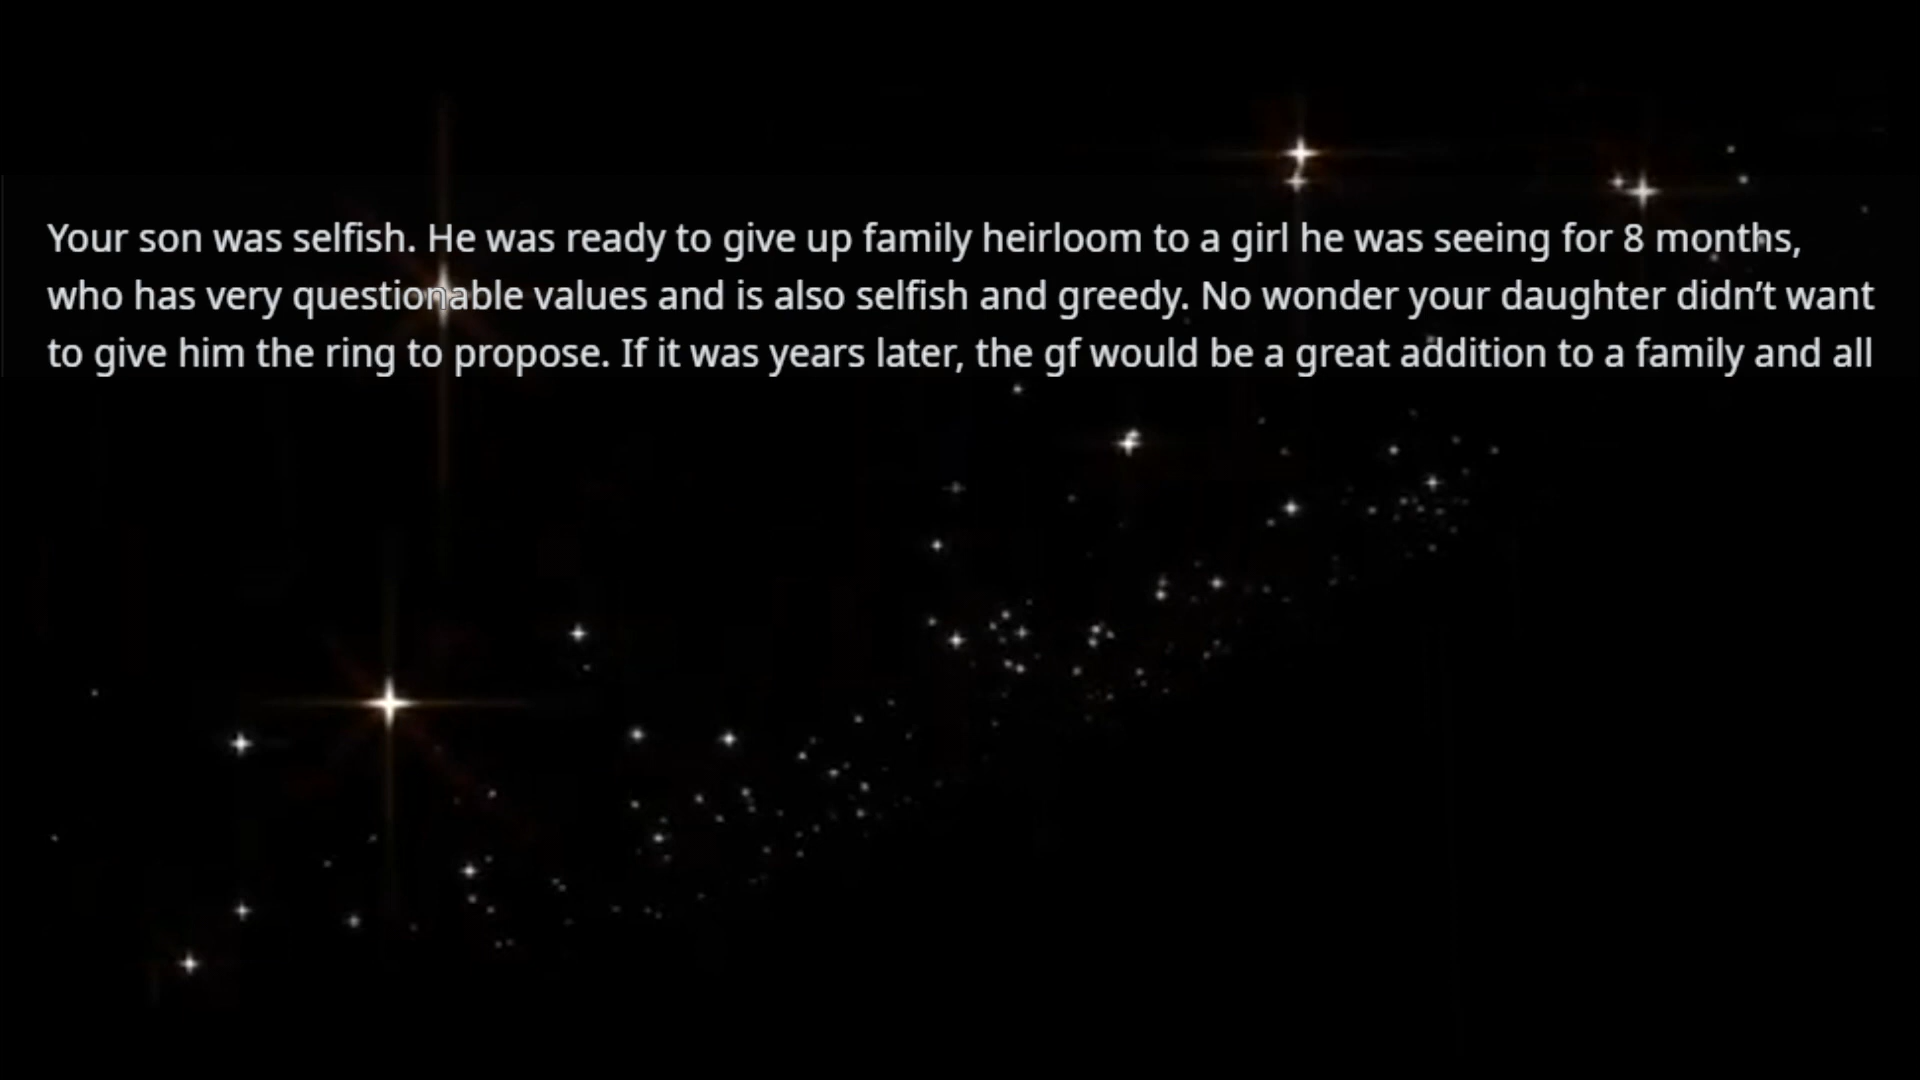 Your son was selfish. He was ready to give up family heirloom to a girl he was seeing for 8 months,
who has very questionable values and is also selfish and greedy. No wonder your daughter didn’t want
to give him the ring to propose. If it was years later, the gf would be a great addition to a family and all